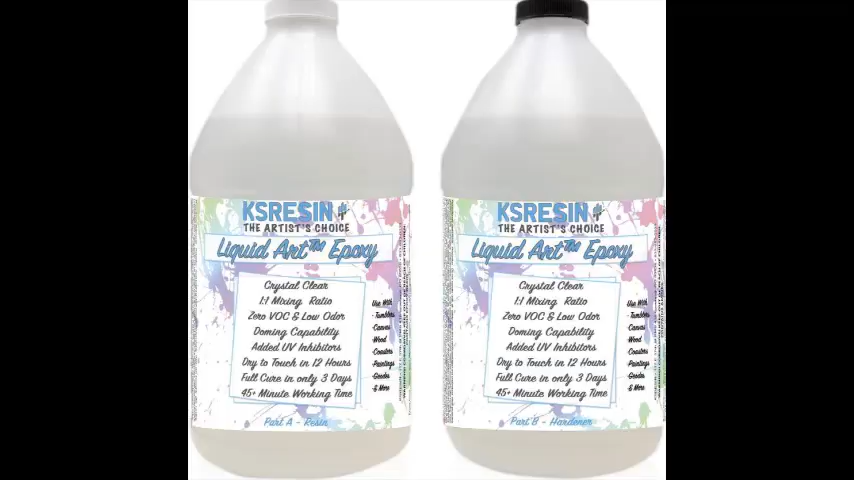 KSRESIN
THE ARTIST'S CHOICE
Liquid Art™ Epoxy
Crystal Clear
1:1 Mixing Ratio
Zero VOC & Low Odor
Doming Capability
Added UV Inhibitors
Dry to Touch in 12 Hours
Full Cure in only 3 Days
45+ Minute Working Time
Use With
- Tumblers
- Canvas
- Wood
- Coasters
- Paintings
- Geodes
& More
Part A - Resin
KSRESIN
THE ARTIST'S CHOICE
Liquid Art™ Epoxy
Crystal Clear
1:1 Mixing Ratio
Zero VOC & Low Odor
Doming Capability
Added UV Inhibitors
Dry to Touch in 12 Hours
Full Cure in only 3 Days
45+ Minute Working Time
Use With
- Tumblers
- Canvas
- Wood
- Coasters
- Paintings
- Geodes
& More
Part B - Hardener